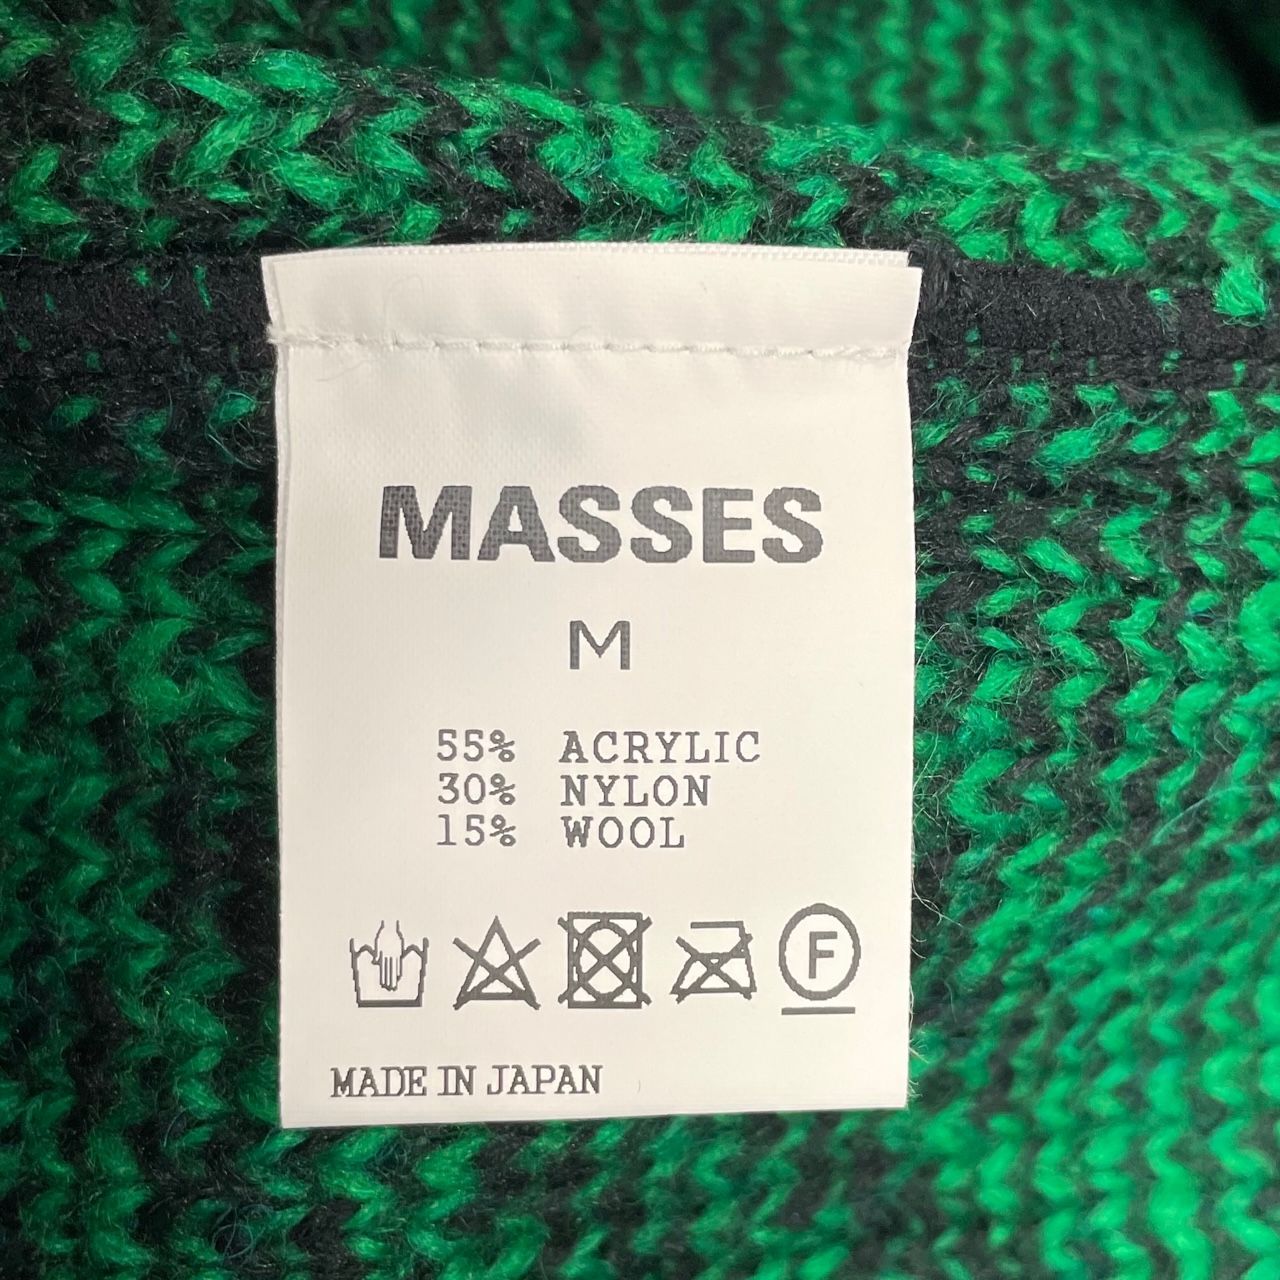 MASSES
M
55% ACRYLIC
30% NYLON
15% WOOL
F
MADE IN JAPAN